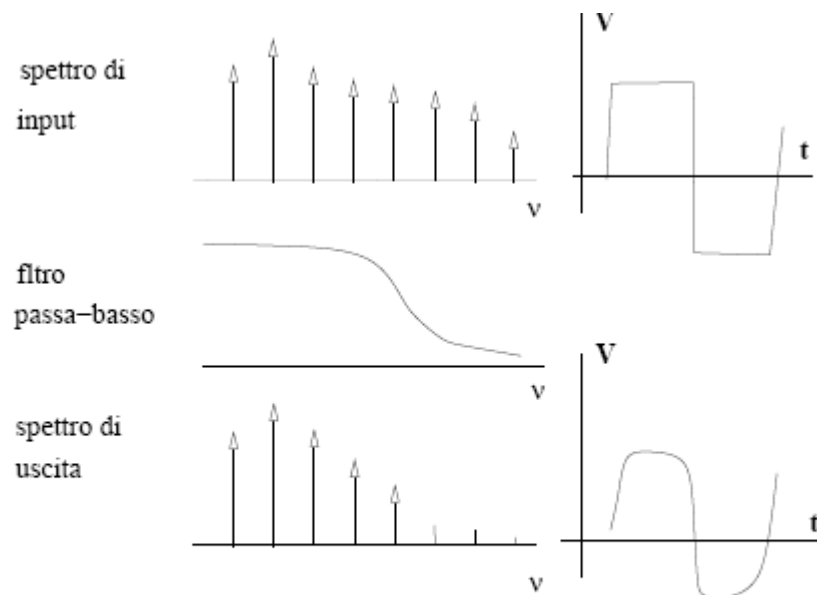 spettro di
input
ν
V
t
fltro
passa−basso
ν
spettro di
uscita
ν
V
t